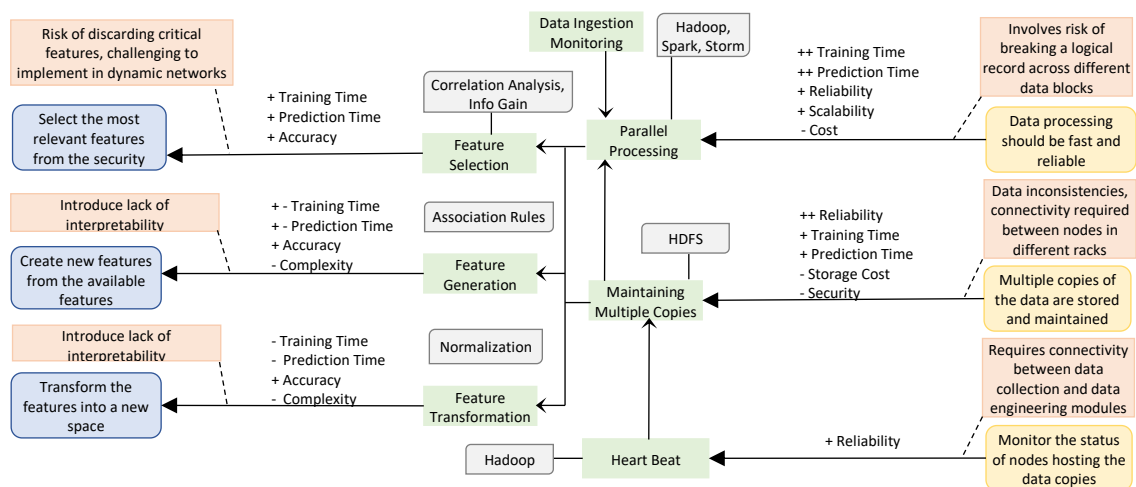 Risk of discarding critical
features, challenging to
implement in dynamic networks
Select the most
relevant features
from the security
+ Training Time
+ Prediction Time
+ Accuracy
Correlation Analysis,
Info Gain
Feature
Selection
Data Ingestion
Monitoring
Hadoop,
Spark, Storm
Parallel
Processing
++ Training Time
++ Prediction Time
+ Reliability
+ Scalability
- Cost
Involves risk of
breaking a logical
record across different
data blocks
Data processing
should be fast and
reliable
Introduce lack of
interpretability
Create new features
from the available
features
+ - Training Time
+ - Prediction Time
+ Accuracy
- Complexity
Association Rules
Feature
Generation
HDFS
Maintaining
Multiple Copies
++ Reliability
+ Training Time
+ Prediction Time
- Storage Cost
- Security
Data inconsistencies,
connectivity required
between nodes in
different racks
Multiple copies of
the data are stored
and maintained
Introduce lack of
interpretability
Transform the
features into a new
space
- Training Time
- Prediction Time
+ Accuracy
- Complexity
Normalization
Feature
Transformation
Hadoop
Heart Beat
+ Reliability
Requires connectivity
between data
collection and data
engineering modules
Monitor the status
of nodes hosting the
data copies